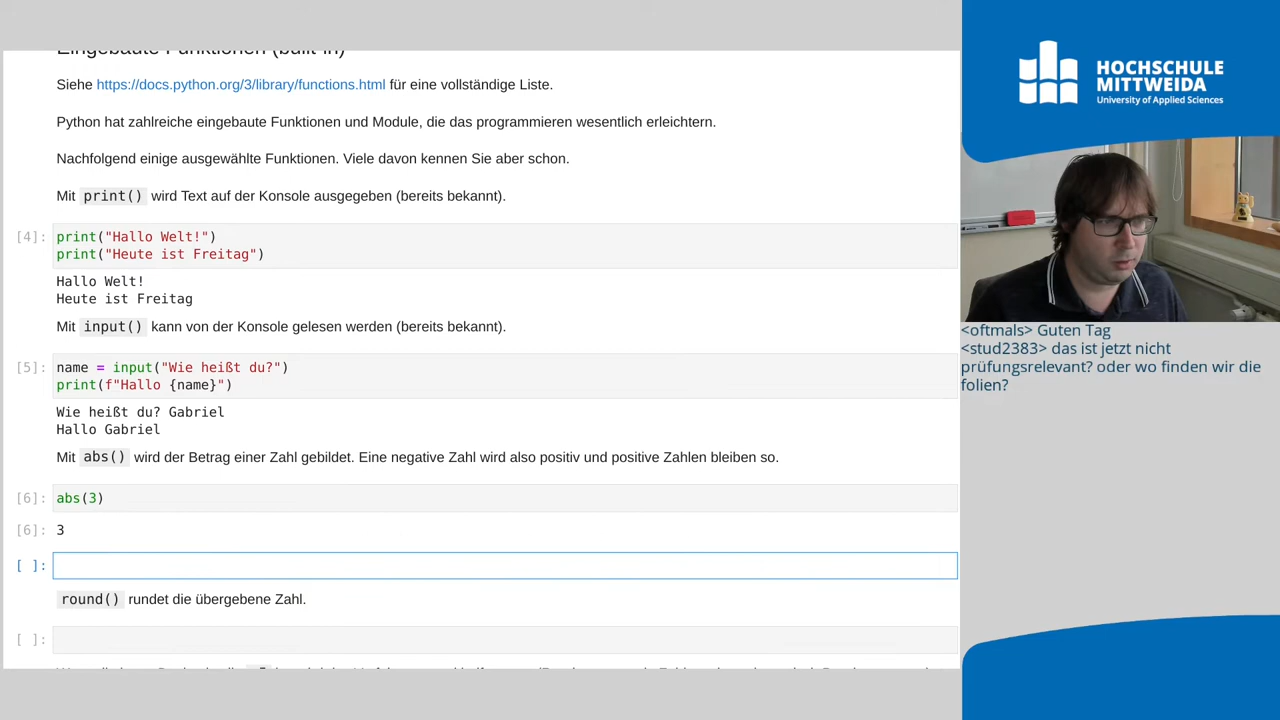 Eingebaute Funktionen (built-in)
Siehe https://docs.python.org/3/library/functions.html für eine vollständige Liste.
Python hat zahlreiche eingebaute Funktionen und Module, die das programmieren wesentlich erleichtern.
Nachfolgend einige ausgewählte Funktionen. Viele davon kennen Sie aber schon.
Mit print() wird Text auf der Konsole ausgegeben (bereits bekannt).
[4]: print("Hallo Welt!")
print("Heute ist Freitag")
Hallo Welt!
Heute ist Freitag
Mit input() kann von der Konsole gelesen werden (bereits bekannt).
[5]: name = input("Wie heißt du?")
print(f"Hallo {name}")
Wie heißt du? Gabriel
Hallo Gabriel
Mit abs() wird der Betrag einer Zahl gebildet. Eine negative Zahl wird also positiv und positive Zahlen bleiben so.
[6]: abs(3)
[6]: 3
[ ]:
round() rundet die übergebene Zahl.
[ ]:
HOCHSCHULE
MITTWEIDA
University of Applied Sciences
<oftmals> Guten Tag
<stud2383> das ist jetzt nicht
prüfungsrelevant? oder wo finden wir die
folien?